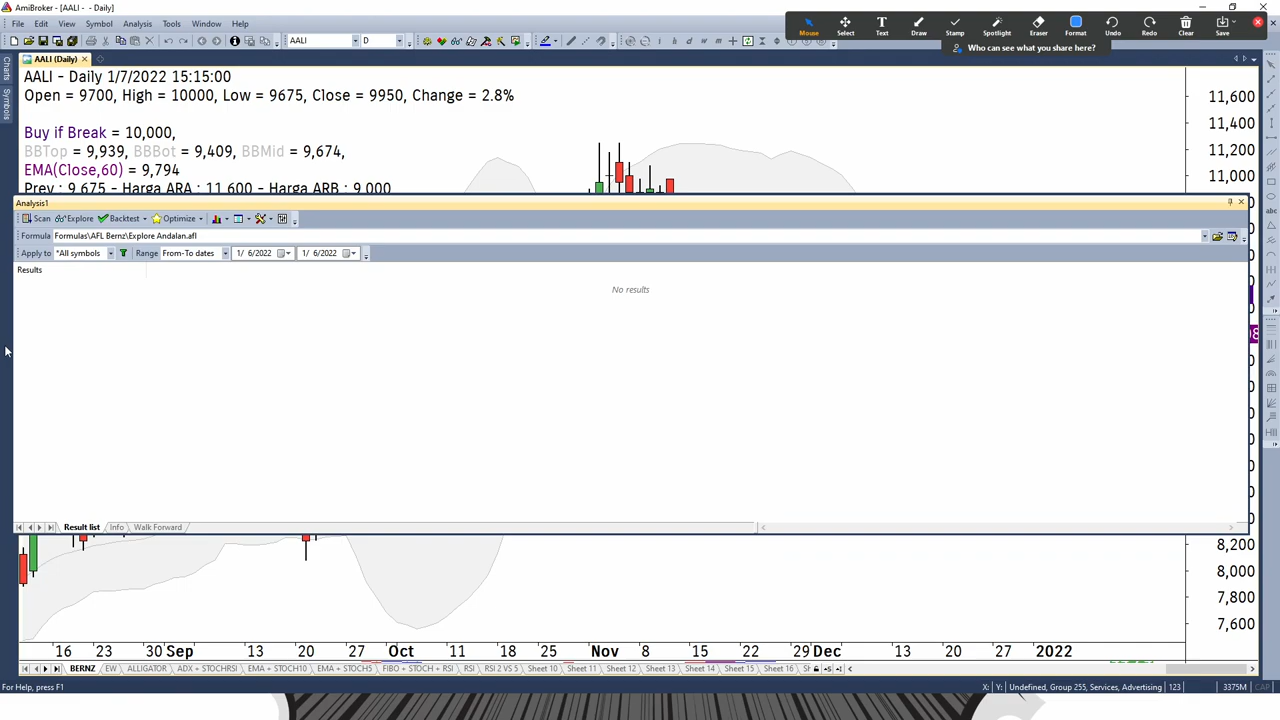 AmiBroker - [AALI - - Daily]
File Edit View Symbol Analysis Tools Window Help
AALI D
Mouse Select Text Draw Stamp Spotlight Eraser Format Undo Redo Clear Save
Who can see what you share here?
Charts
Symbols
AALI (Daily)
AALI - Daily 1/7/2022 15:15:00
Open = 9700, High = 10000, Low = 9675, Close = 9950, Change = 2.8%
Buy if Break = 10,000,
BBTop = 9,939, BBBot = 9,409, BBMid = 9,674,
EMA(Close,60) = 9,794
Prev : 9,675 - Harga ARA : 11,600 - Harga ARB : 9,000
11,600
11,400
11,200
11,000
Analysis1
Scan Explore Backtest Optimize
Formula Formulas\AFL Bernz\Explore Andalan.afl
Apply to *All symbols Range From-To dates 1/ 6/2022 1/ 6/2022
Results
No results
Result list Info Walk Forward
8,200
8,000
7,800
7,600
16 23 30 Sep 13 20 27 Oct 11 18 25 Nov 8 15 22 29 Dec 13 20 27 2022
BERNZ EW ALLIGATOR ADX + STOCHRSI EMA + STOCH10 EMA + STOCH5 FIBO + STOCH + RSI RSI RSI 2 VS 5 Sheet 10 Sheet 11 Sheet 12 Sheet 13 Sheet 14 Sheet 15 Sheet 16
For Help, press F1 X: Y: Undefined, Group 255, Services, Advertising 123 3375M CAP